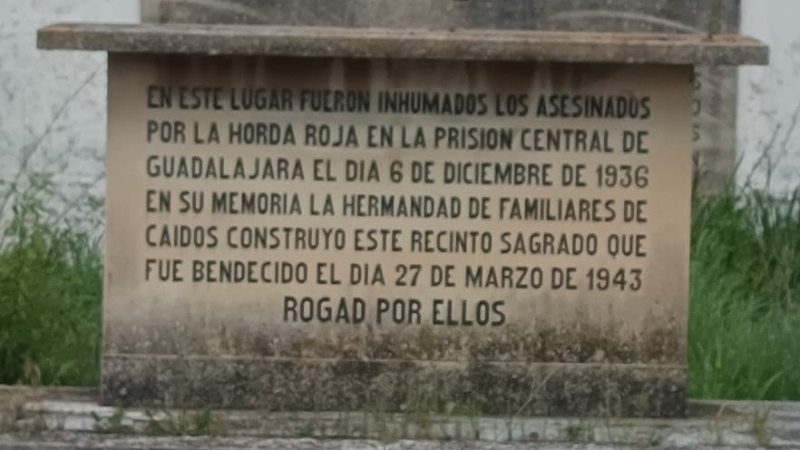 EN ESTE LUGAR FUERON INHUMADOS LOS ASESINADOS
POR LA HORDA ROJA EN LA PRISION CENTRAL DE
GUADALAJARA EL DIA 6 DE DICIEMBRE DE 1936
EN SU MEMORIA LA HERMANDAD DE FAMILIARES DE
CAIDOS CONSTRUYO ESTE RECINTO SAGRADO QUE
FUE BENDECIDO EL DIA 27 DE MARZO DE 1943
ROGAD POR ELLOS